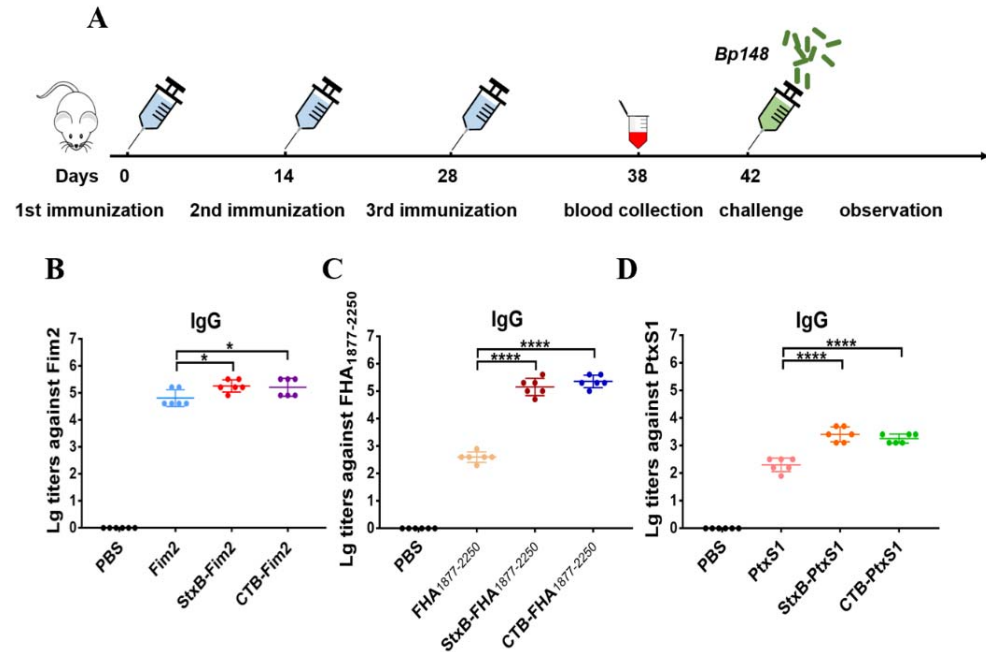 A
Bp148
Days 0 14 28 38 42
1st immunization 2nd immunization 3rd immunization blood collection challenge observation
B
IgG
Lg titers against Fim2
7
6
5
4
3
2
1
0
*
*
PBS
Fim2
StxB-Fim2
CTB-Fim2
C
IgG
Lg titers against FHA1877-2250
7
6
5
4
3
2
1
0
****
****
PBS
FHA1877-2250
StxB-FHA1877-2250
CTB-FHA1877-2250
D
IgG
Lg titers against PtxS1
7
6
5
4
3
2
1
0
****
****
PBS
PtxS1
StxB-PtxS1
CTB-PtxS1